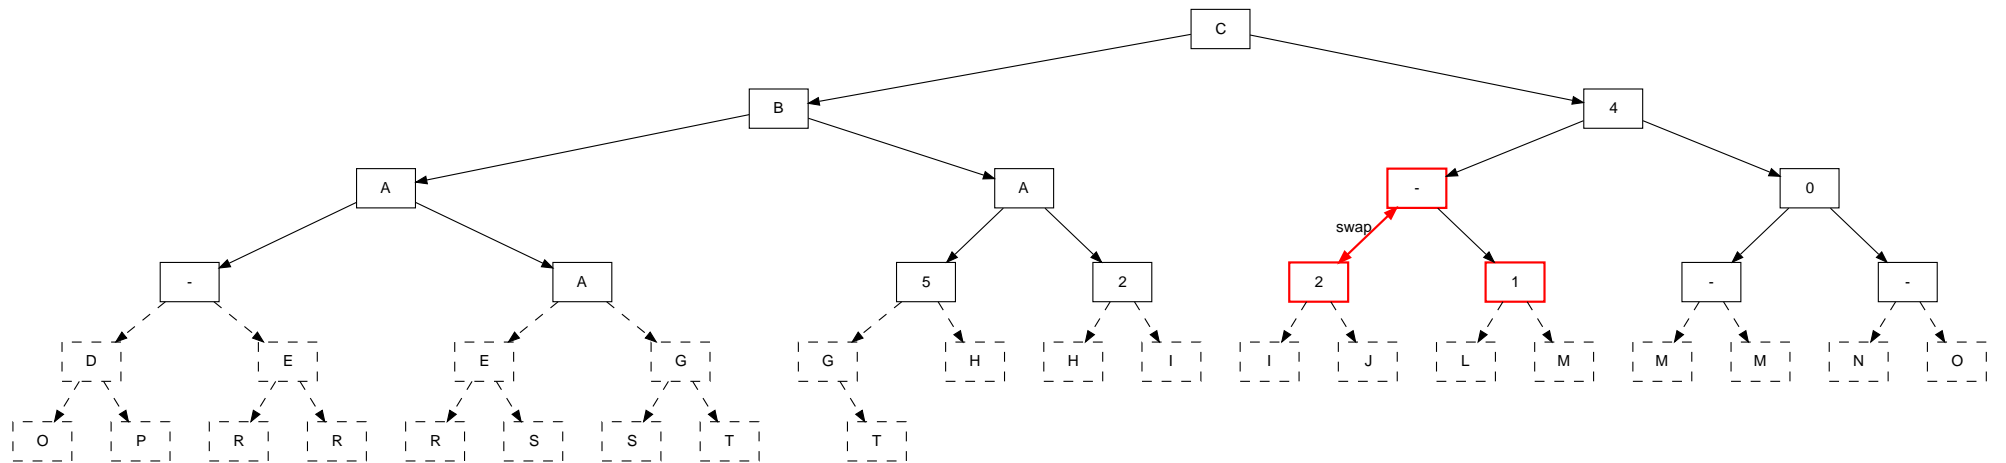 C
B 4
A A - 0
swap
- A 5 2 2 1 - -
D E E G G H H I I J L M M M N O
O P R R R S S T T